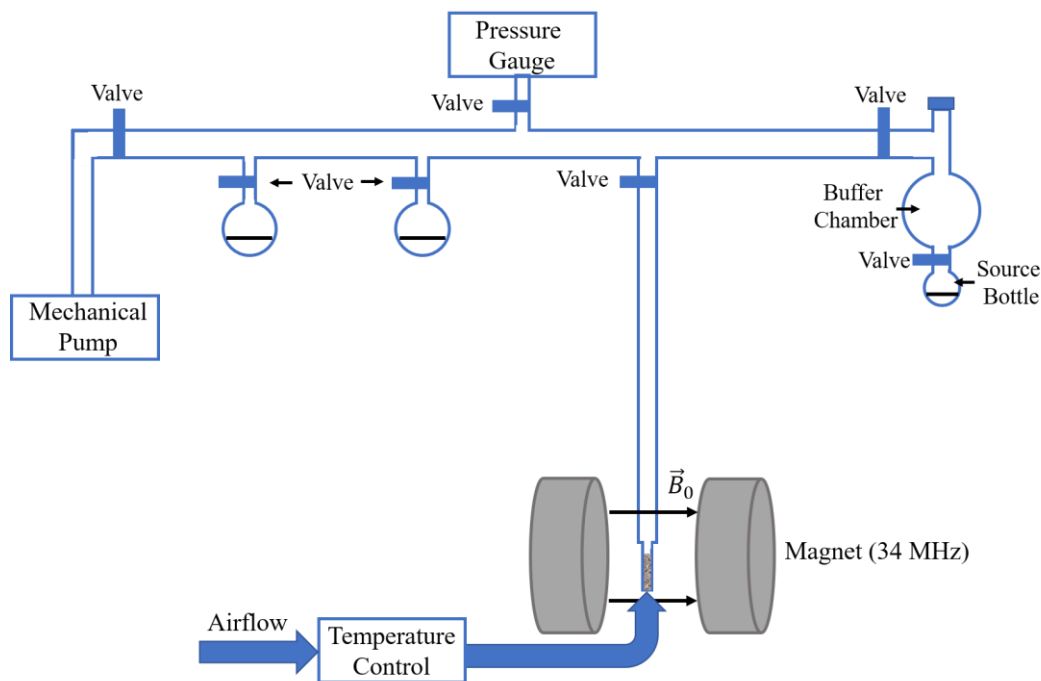 Pressure
Gauge
Valve
Valve
Valve
Valve
Valve
Buffer
Chamber
Valve
Source
Bottle
Mechanical
Pump
B⃗₀
Magnet (34 MHz)
Airflow
Temperature
Control